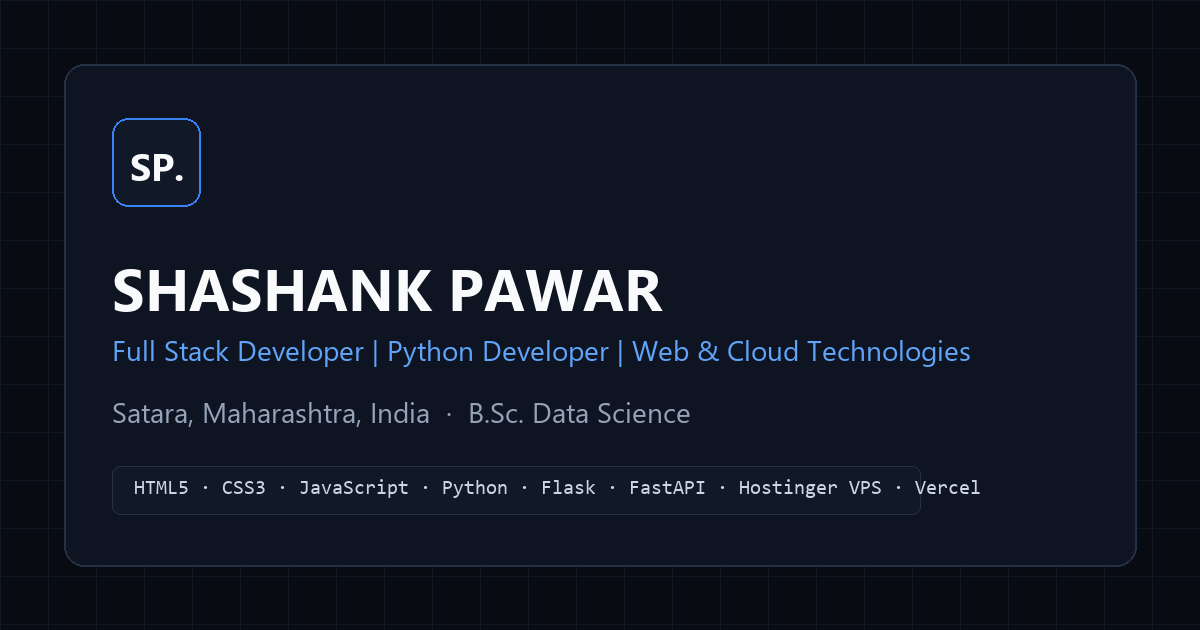 SP.
SHASHANK PAWAR
Full Stack Developer | Python Developer | Web & Cloud Technologies
Satara, Maharashtra, India · B.Sc. Data Science
HTML5 · CSS3 · JavaScript · Python · Flask · FastAPI · Hostinger VPS · Vercel